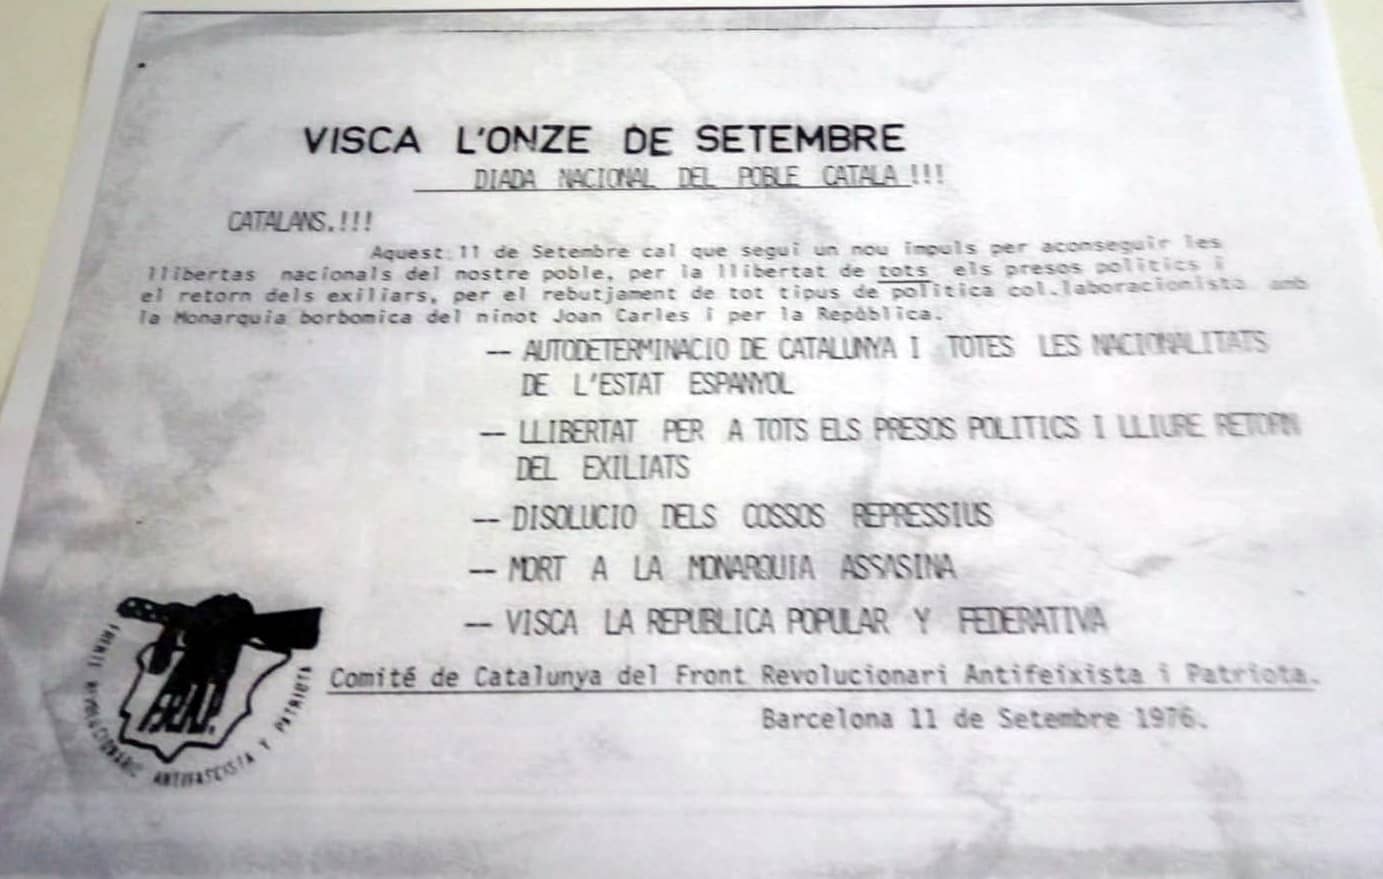 VISCA L'ONZE DE SETEMBRE
DIADA NACIONAL DEL POBLE CATALA !!!
CATALANS.!!!
Aquest 11 de Setembre cal que segui un nou impuls per aconseguir les
llibertas nacionals del nostre poble, per la llibertat de tots els presos politics i
el retorn dels exiliars, per el rebutjament de tot tipus de politica col.laboracionista amb
la Monarquia borbomica del ninot Joan Carles i per la República.
— AUTODETERMINACIO DE CATALUNYA I TOTES LES NACIONALITATS
DE L'ESTAT ESPANYOL
— LLIBERTAT PER A TOTS ELS PRESOS POLITICS I LLIURE RETORN
DEL EXILIATS
— DISOLUCIO DELS COSSOS REPRESSIUS
— MORT A LA MONARQUIA ASSASINA
— VISCA LA REPUBLICA POPULAR Y FEDERATIVA
Comité de Catalunya del Front Revolucionari Antifeixista i Patriota.
Barcelona 11 de Setembre 1976.
F.R.A.P.
FRENTE REVOLUCIONARIO ANTIFASCISTA Y PATRIOTA